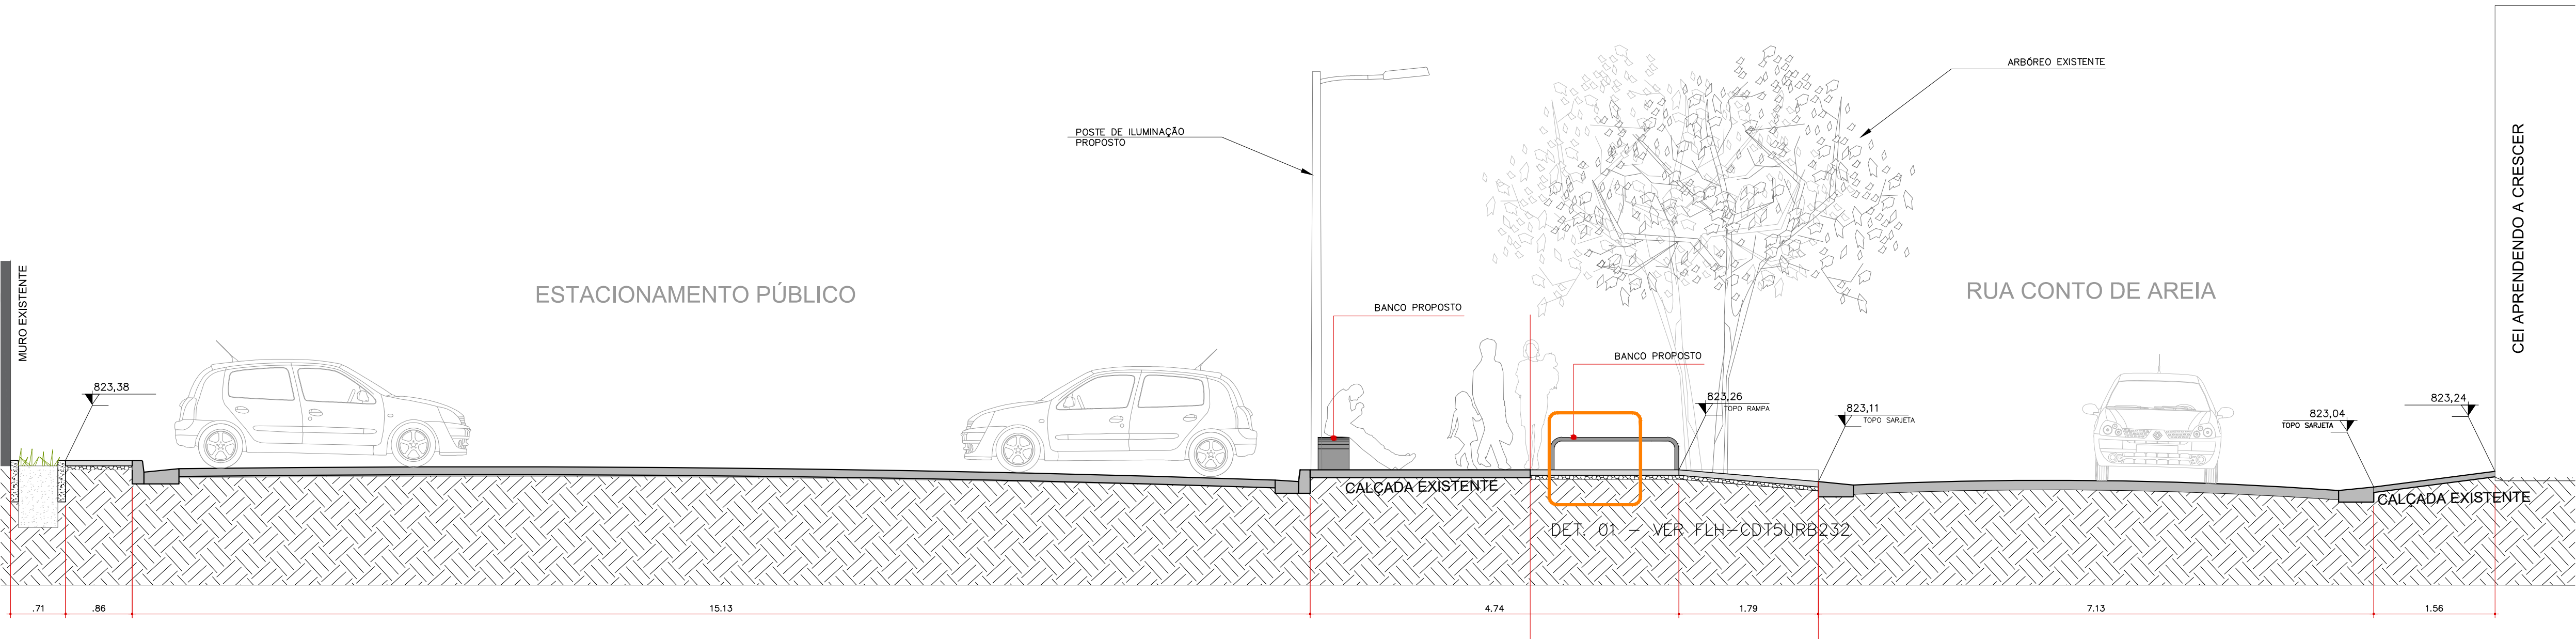 ARBÓREO EXISTENTE
POSTE DE ILUMINAÇÃO
PROPOSTO
CEI APRENDENDO A CRESCER
MURO EXISTENTE
ESTACIONAMENTO PÚBLICO
RUA CONTO DE AREIA
BANCO PROPOSTO
BANCO PROPOSTO
823,38
823,26
TOPO RAMPA
823,11
TOPO SARJETA
823,04
TOPO SARJETA
823,24
CALÇADA EXISTENTE
CALÇADA EXISTENTE
DET. 01 - VER FLH-CDT5URB232
.71
.86
15.13
4.74
1.79
7.13
1.56